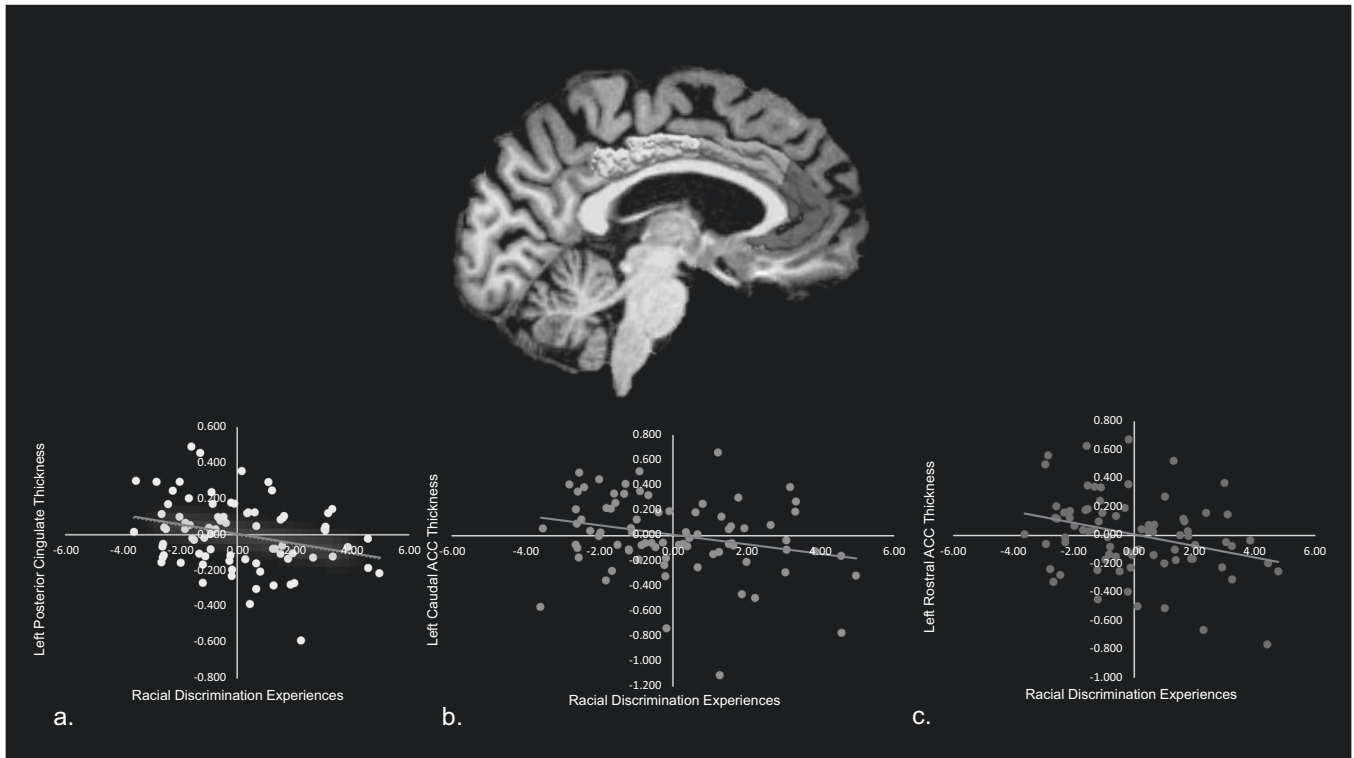 0.600
0.400
0.200
0.000
-6.00 -4.00 -2.00 0.00 2.00 4.00 6.00
-0.200
-0.400
-0.600
-0.800
Left Posterior Cingulate Thickness
Racial Discrimination Experiences
a.
0.800
0.600
0.400
0.200
0.000
-6.00 -4.00 -2.00 0.00 2.00 4.00 6.00
-0.200
-0.400
-0.600
-0.800
-1.000
-1.200
Left Caudal ACC Thickness
Racial Discrimination Experiences
b.
0.800
0.600
0.400
0.200
0.000
-6.00 -4.00 -2.00 0.00 2.00 4.00 6.00
-0.200
-0.400
-0.600
-0.800
-1.000
Left Rostral ACC Thickness
Racial Discrimination Experiences
c.